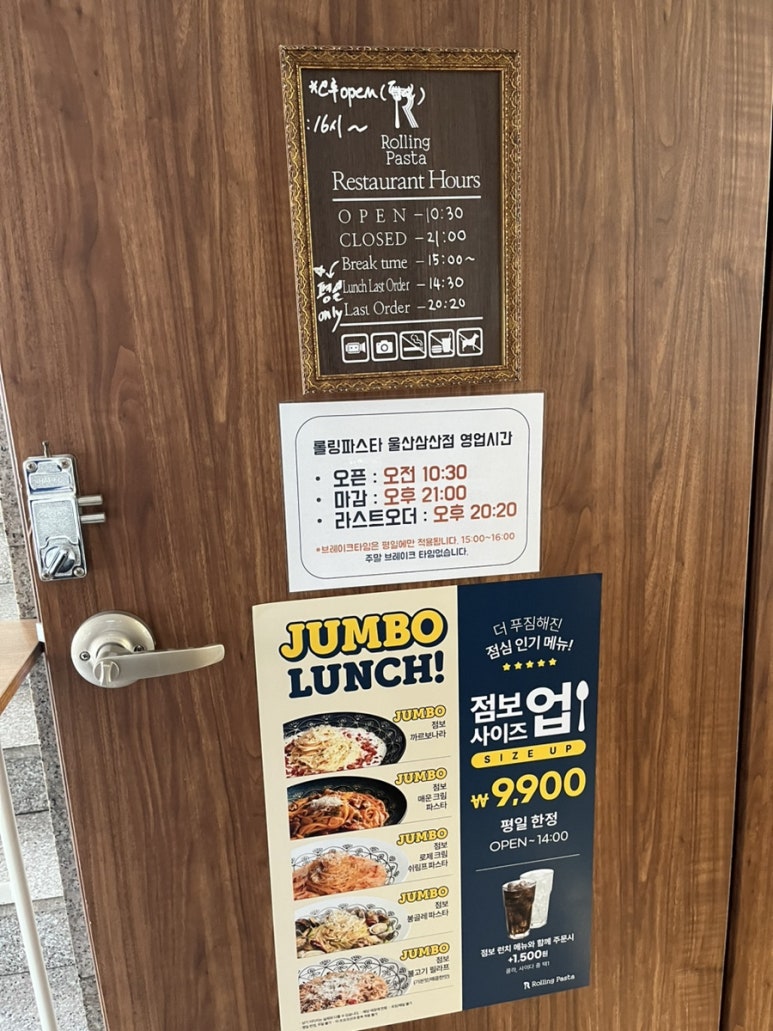 open
:16시~
Rolling
Pasta
Restaurant Hours
OPEN - 10:30
CLOSED - 21:00
Break time - 15:00~
Lunch Last Order - 14:30
평일
only
Last Order - 20:20
롤링파스타 울산삼산점 영업시간
• 오픈 : 오전 10:30
• 마감 : 오후 21:00
• 라스트오더 : 오후 20:20
*브레이크타임은 평일에만 적용됩니다. 15:00~16:00
주말 브레이크 타임없습니다.
JUMBO
LUNCH!
JUMBO
점보
까르보나라
JUMBO
점보
매운크림
파스타
JUMBO
점보
로제크림
쉬림프파스타
JUMBO
점보
봉골레파스타
JUMBO
점보
불고기 필라프
더 푸짐해진
점심 인기 메뉴!
점보
사이즈 업
SIZE UP
₩9,900
평일 한정
OPEN ~ 14:00
점보 런치 메뉴와 함께 주문시
+1,500원
콜라, 사이다 중 택1
Rolling Pasta